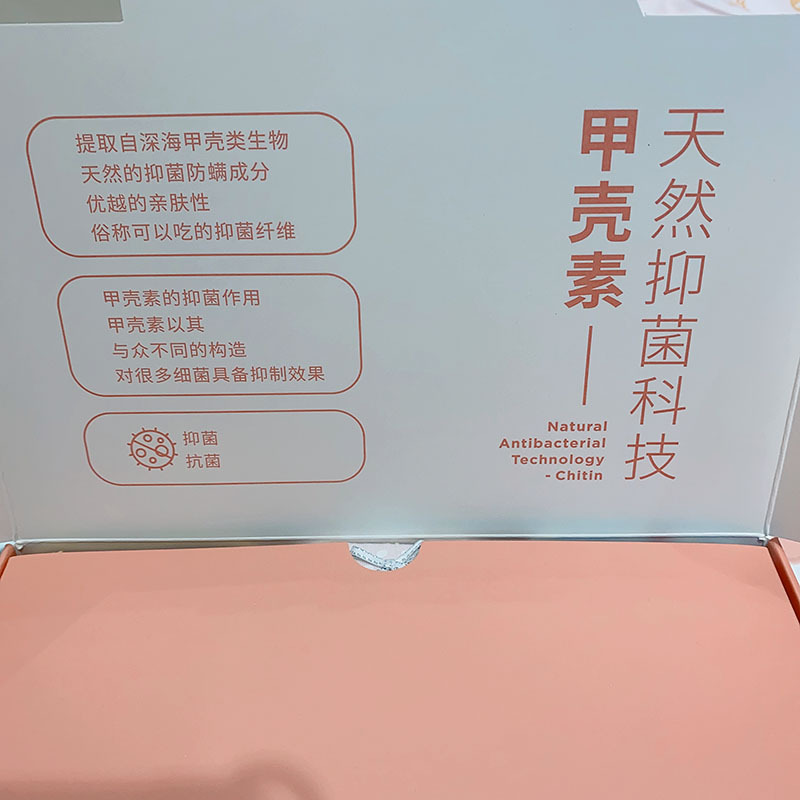 天然抑菌科技
甲壳素
Natural
Antibacterial
Technology
- Chitin
提取自深海甲壳类生物
天然的抑菌防螨成分
优越的亲肤性
俗称可以吃的抑菌纤维
甲壳素的抑菌作用
甲壳素以其
与众不同的构造
对很多细菌具备抑制效果
抑菌
抗菌